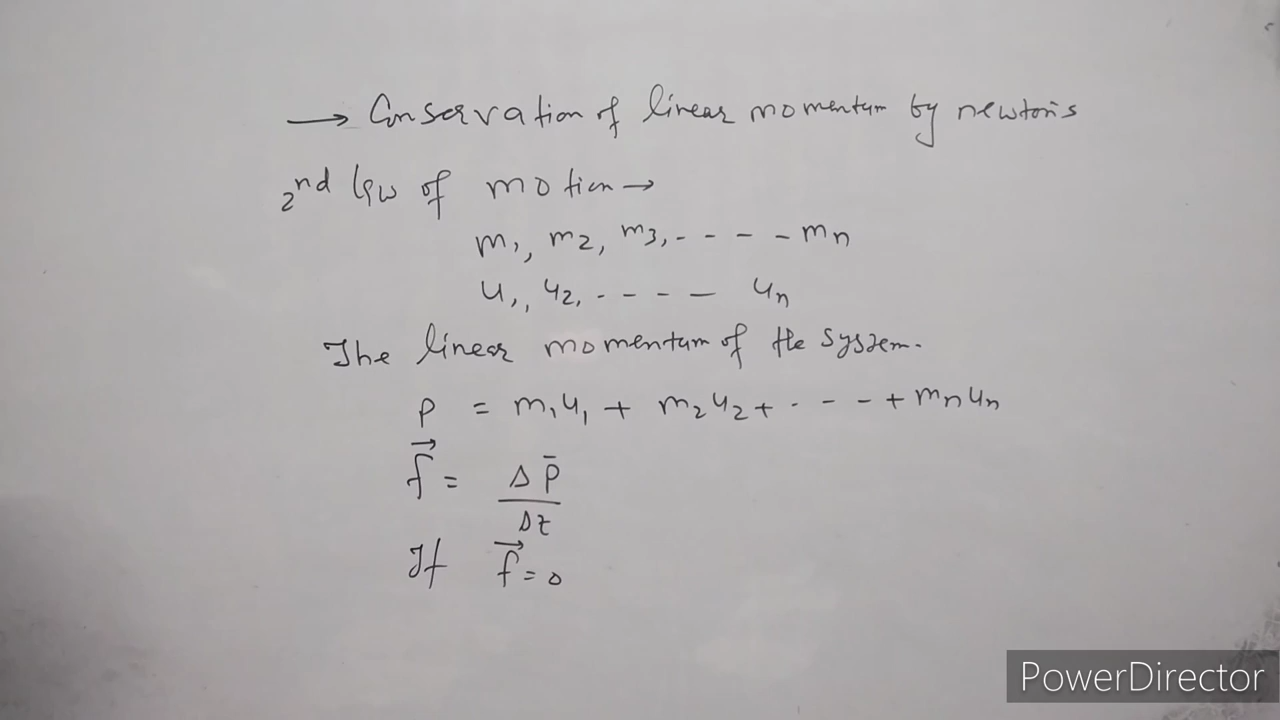 → Conservation of linear momentum by newton's
2nd law of motion →
m1, m2, m3, - - - - mn
u1, u2, - - - - un
The linear momentum of the system.
P = m1u1 + m2u2 + - - - - + mnun
f⃗ = Δp̄/Δt
If f⃗ = 0
PowerDirector